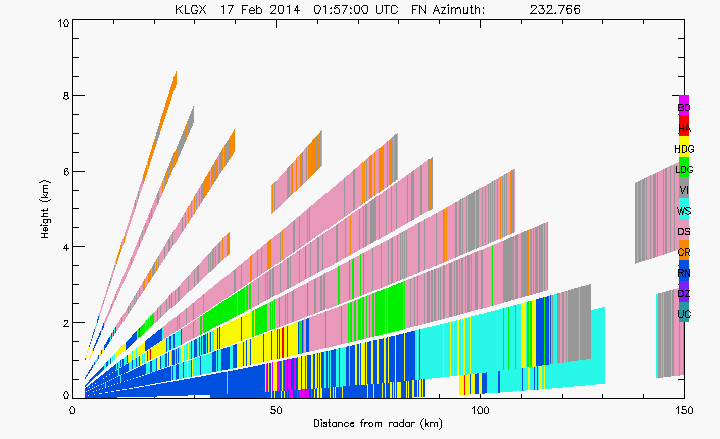 KLGX 17 Feb 2014 01:57:00 UTC FN Azimuth: 232.766
10
8
6
4
2
0
Height (km)
BD
HA
HDG
LDG
VI
WS
DS
CR
RN
DZ
UC
0 50 100 150
Distance from radar (km)